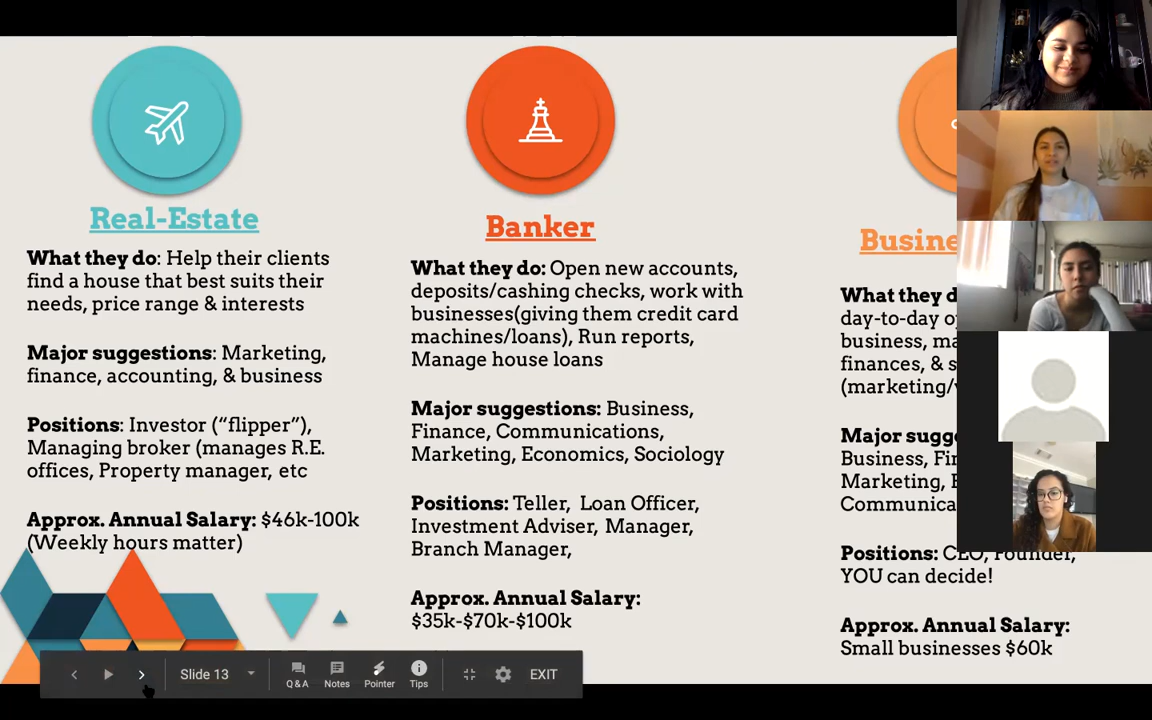 Real-Estate
What they do: Help their clients
find a house that best suits their
needs, price range & interests
Major suggestions: Marketing,
finance, accounting, & business
Positions: Investor (“flipper”),
Managing broker (manages R.E.
offices, Property manager, etc
Approx. Annual Salary: $46k-100k
(Weekly hours matter)
Banker
What they do: Open new accounts,
deposits/cashing checks, work with
businesses(giving them credit card
machines/loans), Run reports,
Manage house loans
Major suggestions: Business,
Finance, Communications,
Marketing, Economics, Sociology
Positions: Teller, Loan Officer,
Investment Adviser, Manager,
Branch Manager,
Approx. Annual Salary:
$35k-$70k-$100k
What they
day-to-day
business,
finances, &
(marketing/
Major
Business,
Marketing,
Positions: CEO, Founder,
YOU can decide!
Approx. Annual Salary:
Small businesses $60k
Slide 13
Q&A
Notes
Pointer
Tips
EXIT